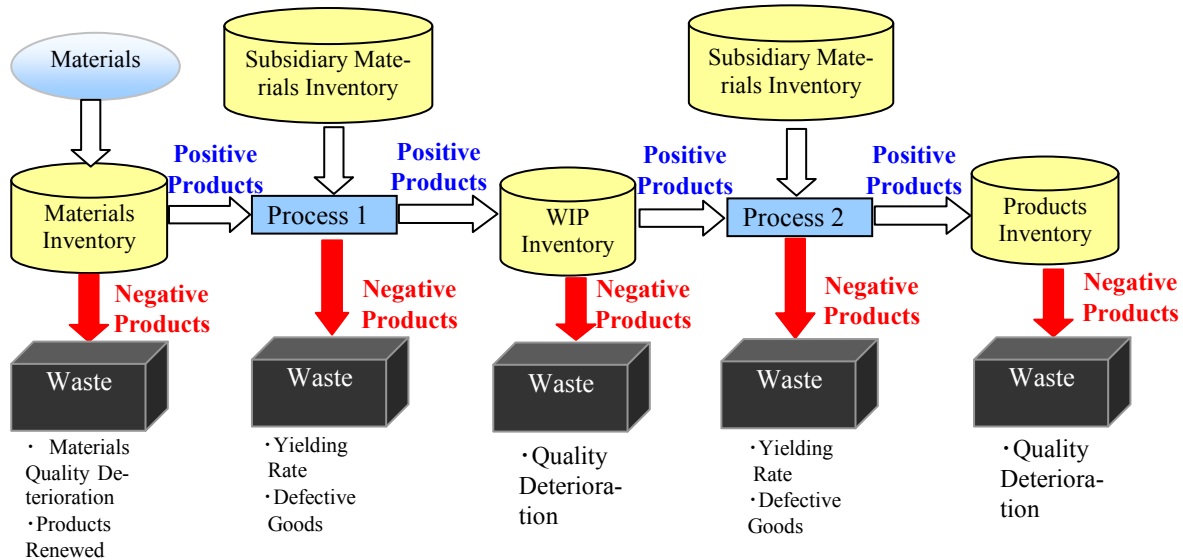 Materials
Subsidiary Mate-
rials Inventory
Subsidiary Mate-
rials Inventory
Positive
Products
Positive
Products
Positive
Products
Positive
Products
Materials
Inventory
Process 1
WIP
Inventory
Process 2
Products
Inventory
Negative
Products
Negative
Products
Negative
Products
Negative
Products
Negative
Products
Waste
Waste
Waste
Waste
Waste
・ Materials
Quality De-
terioration
・Products
Renewed
・Yielding
Rate
・Defective
Goods
・Quality
Deteriora-
tion
・Yielding
Rate
・Defective
Goods
・Quality
Deteriora-
tion